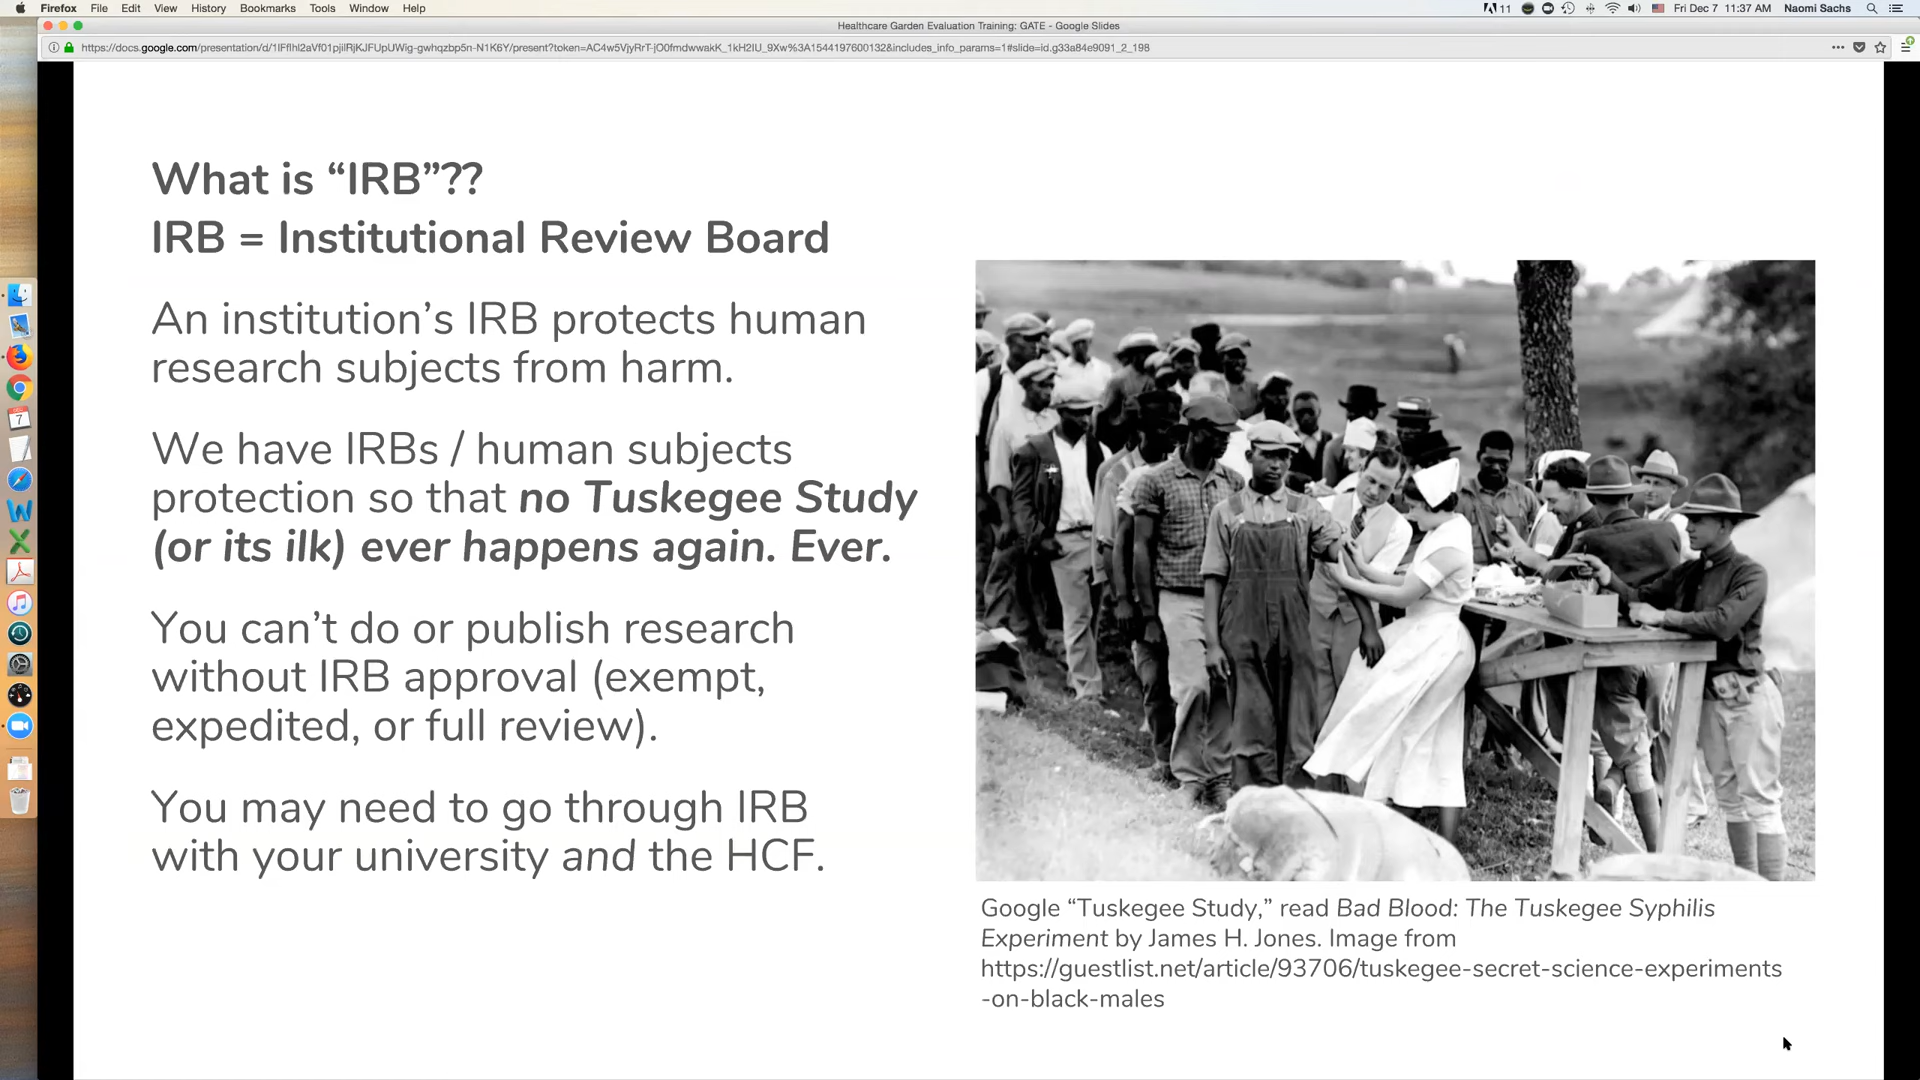 Firefox File Edit View History Bookmarks Tools Window Help
11 Fri Dec 7 11:37 AM Naomi Sachs
Healthcare Garden Evaluation Training: GATE - Google Slides
What is “IRB”??
IRB = Institutional Review Board
An institution’s IRB protects human
research subjects from harm.
We have IRBs / human subjects
protection so that no Tuskegee Study
(or its ilk) ever happens again. Ever.
You can’t do or publish research
without IRB approval (exempt,
expedited, or full review).
You may need to go through IRB
with your university and the HCF.
Google “Tuskegee Study,” read Bad Blood: The Tuskegee Syphilis
Experiment by James H. Jones. Image from
https://guestlist.net/article/93706/tuskegee-secret-science-experiments
-on-black-males